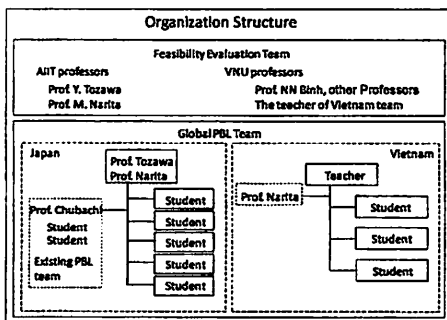 Organization Structure
Feasibility Evaluation Team
AIIT professors
Prof. Y. Tozawa
Prof. M. Narita
VNU professors
Prof. NN Binh, other Professors
The teacher of Vietnam team
Global PBL Team
Japan
Prof. Tozawa
Prof. Narita
Prof. Chubachi
Student
Student
Existing PBL
team
Student
Student
Student
Student
Student
Vietnam
Teacher
Prof. Narita
Student
Student
Student